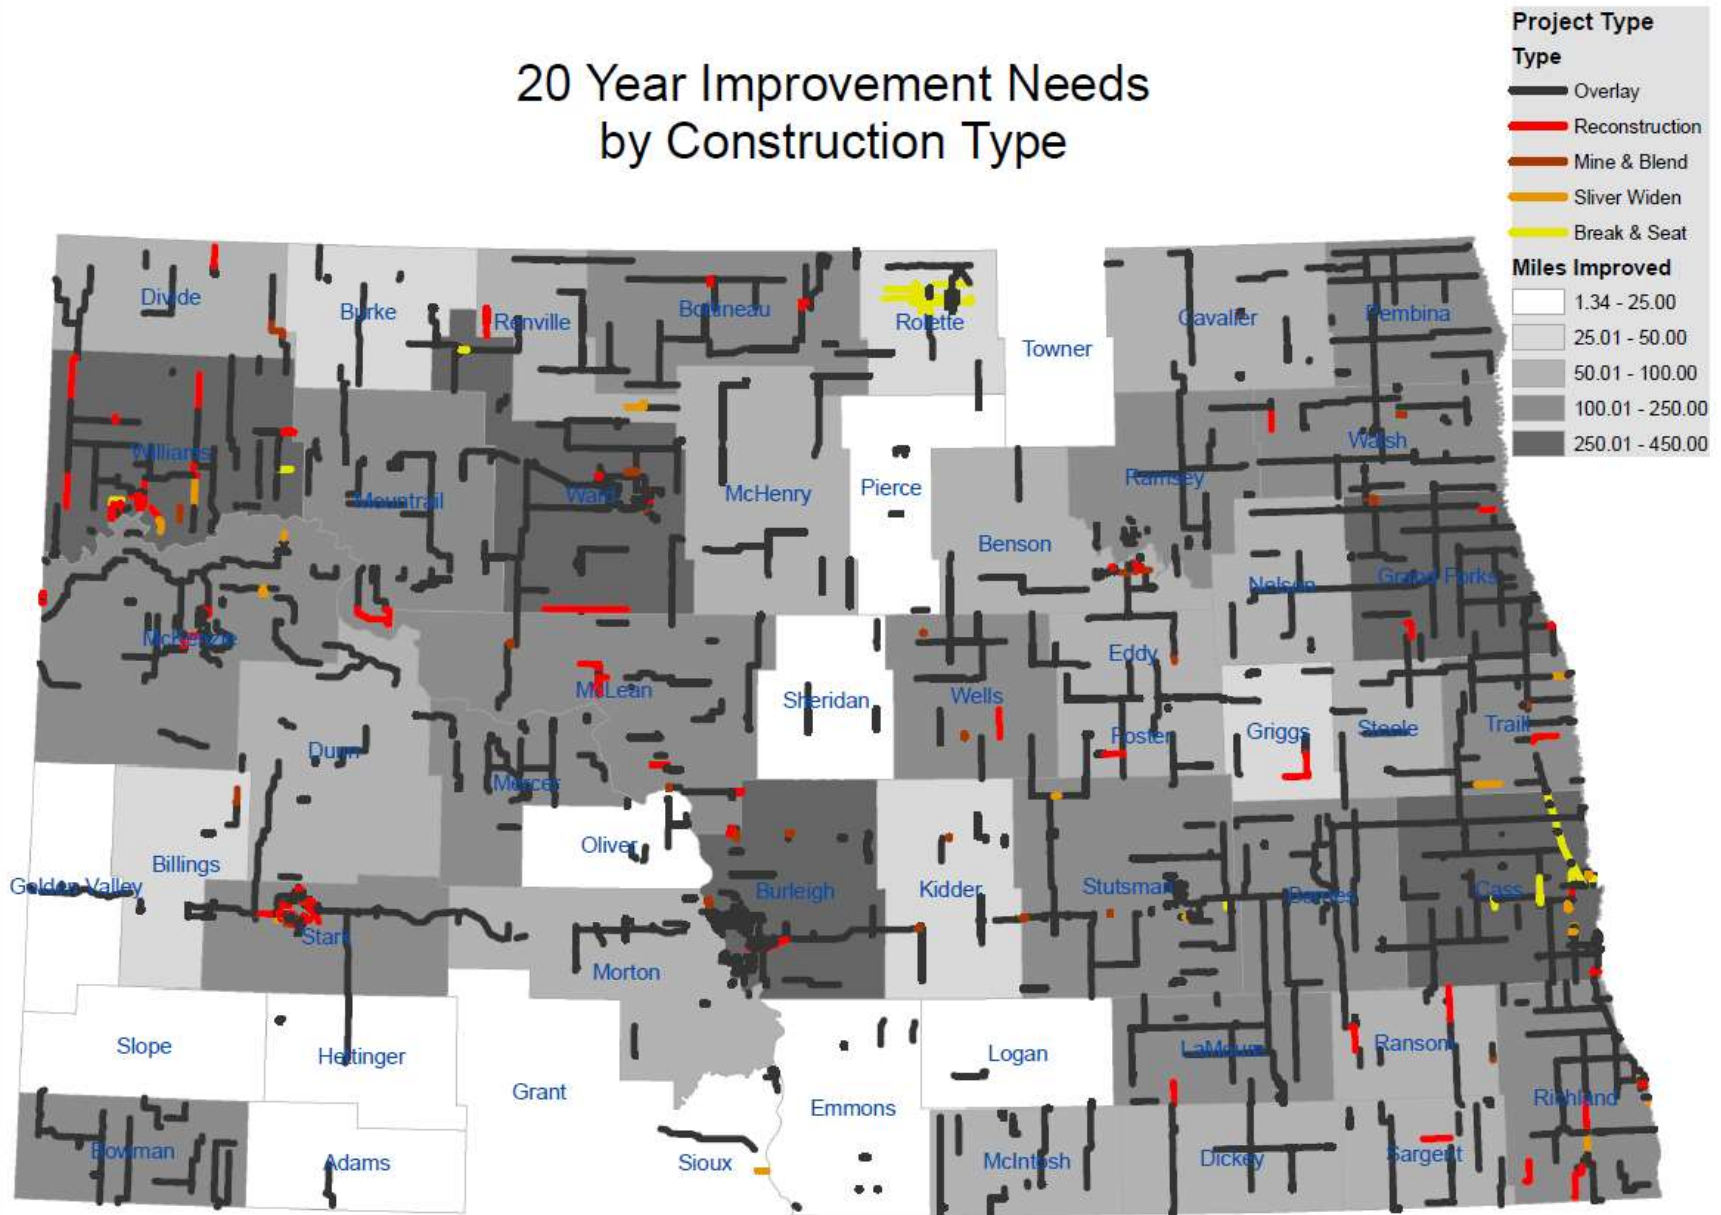 20 Year Improvement Needs
by Construction Type
Project Type
Type
Overlay
Reconstruction
Mine & Blend
Sliver Widen
Break & Seat
Miles Improved
1.34 - 25.00
25.01 - 50.00
50.01 - 100.00
100.01 - 250.00
250.01 - 450.00
Divide
Burke
Renville
Bottineau
Rolette
Towner
Cavalier
Pembina
Williams
Mountrail
Ward
McHenry
Pierce
Benson
Ramsey
Walsh
Nelson
Grand Forks
McKenzie
McLean
Sheridan
Wells
Eddy
Foster
Griggs
Steele
Traill
Dunn
Mercer
Oliver
Billings
Golden Valley
Stark
Morton
Burleigh
Kidder
Stutsman
Barnes
Cass
Slope
Hettinger
Grant
Emmons
Logan
LaMoure
Ransom
Richland
Bowman
Adams
Sioux
McIntosh
Dickey
Sargent